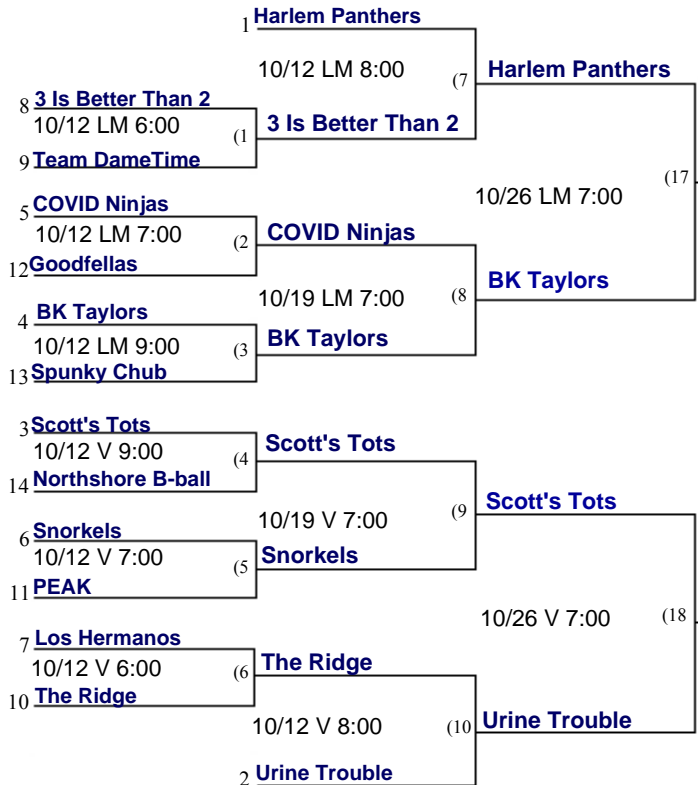 1 Harlem Panthers
10/12 LM 8:00
(7
Harlem Panthers
8 3 Is Better Than 2
10/12 LM 6:00
(1
3 Is Better Than 2
9 Team DameTime
(17
10/26 LM 7:00
5 COVID Ninjas
10/12 LM 7:00
(2
COVID Ninjas
12 Goodfellas
10/19 LM 7:00
(8
BK Taylors
4 BK Taylors
10/12 LM 9:00
(3
BK Taylors
13 Spunky Chub
3 Scott's Tots
10/12 V 9:00
(4
Scott's Tots
14 Northshore B-ball
10/19 V 7:00
(9
Scott's Tots
6 Snorkels
10/12 V 7:00
(5
Snorkels
11 PEAK
10/26 V 7:00
(18
7 Los Hermanos
10/12 V 6:00
(6
The Ridge
10 The Ridge
10/12 V 8:00
(10
Urine Trouble
2 Urine Trouble